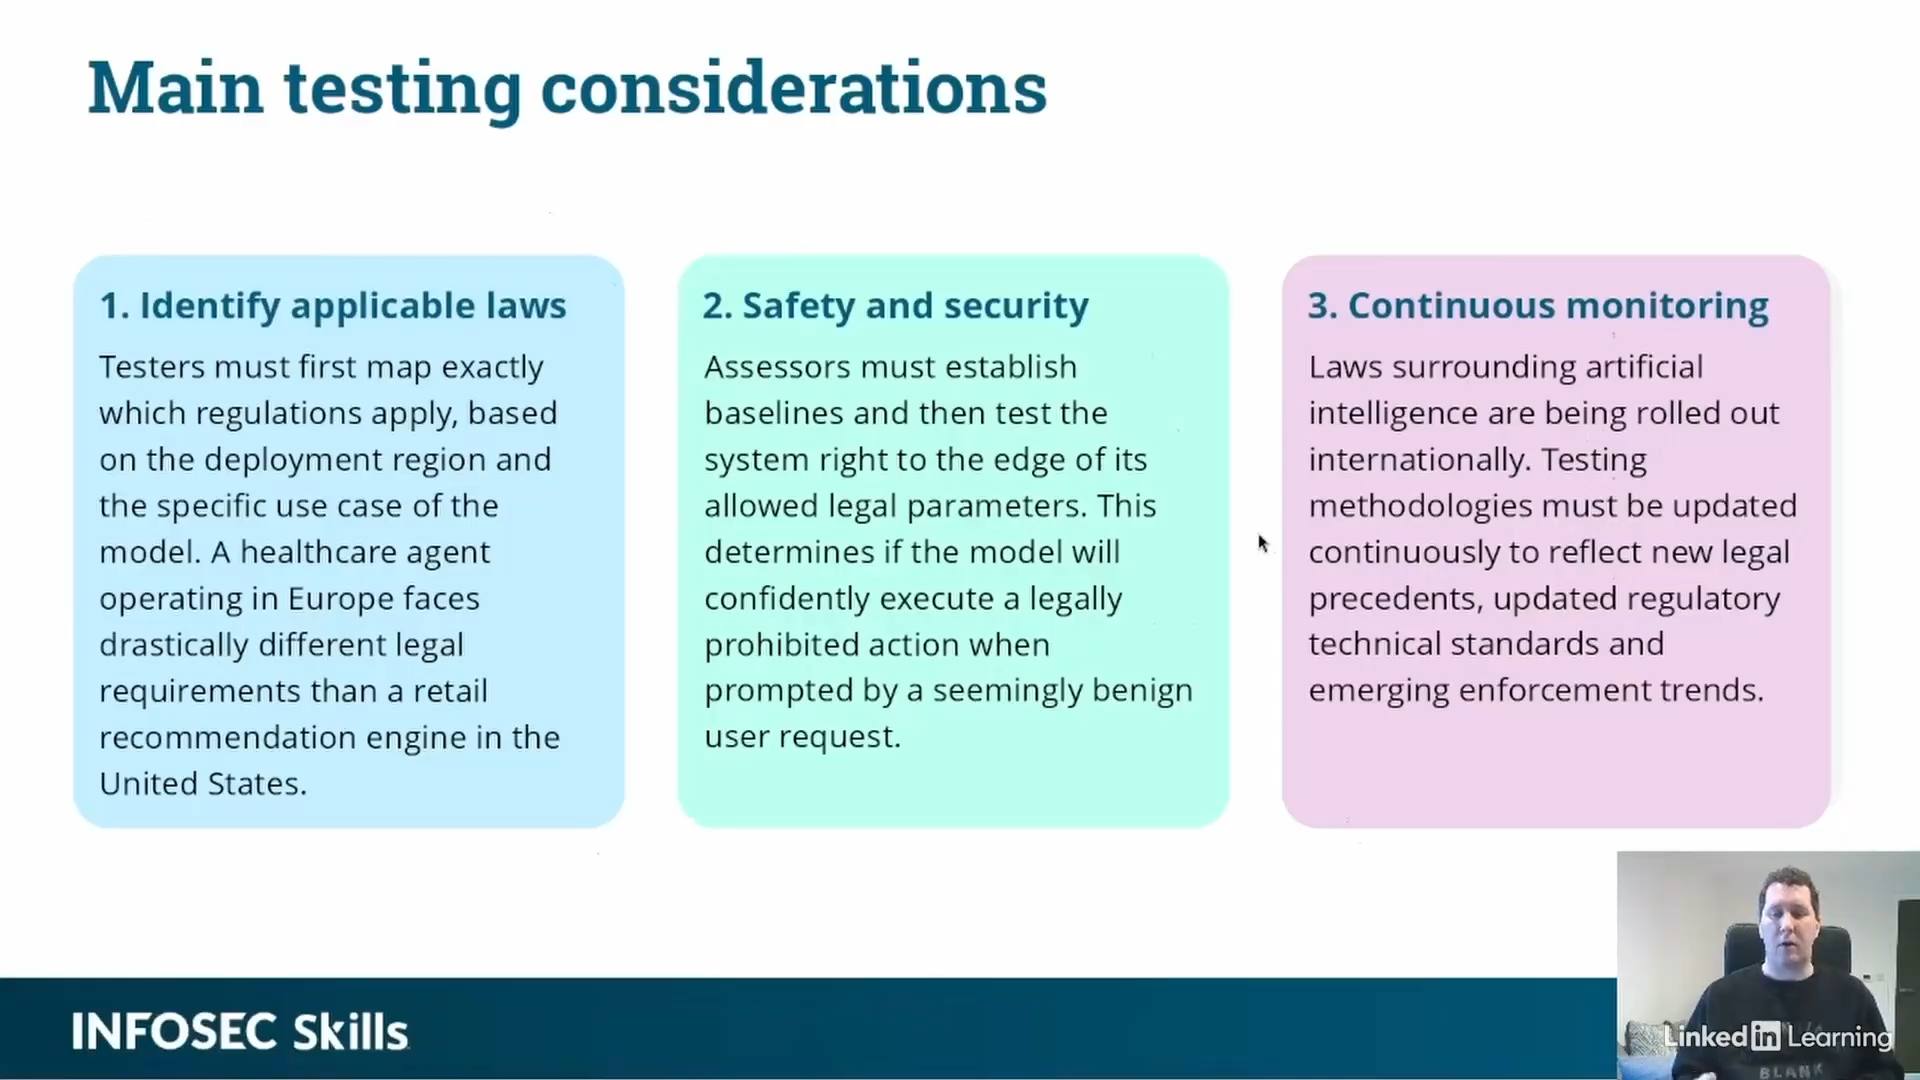 Main testing considerations
1. Identify applicable laws
Testers must first map exactly
which regulations apply, based
on the deployment region and
the specific use case of the
model. A healthcare agent
operating in Europe faces
drastically different legal
requirements than a retail
recommendation engine in the
United States.
2. Safety and security
Assessors must establish
baselines and then test the
system right to the edge of its
allowed legal parameters. This
determines if the model will
confidently execute a legally
prohibited action when
prompted by a seemingly benign
user request.
3. Continuous monitoring
Laws surrounding artificial
intelligence are being rolled out
internationally. Testing
methodologies must be updated
continuously to reflect new legal
precedents, updated regulatory
technical standards and
emerging enforcement trends.
INFOSEC Skills
LinkedIn Learning
BLANK